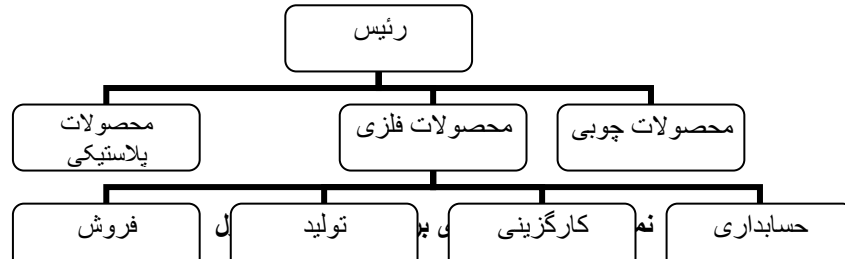 رئیس
محصولات چوبی
محصولات فلزی
محصولات
پلاستیکی
حسابداری
کارگزینی
تولید
فروش